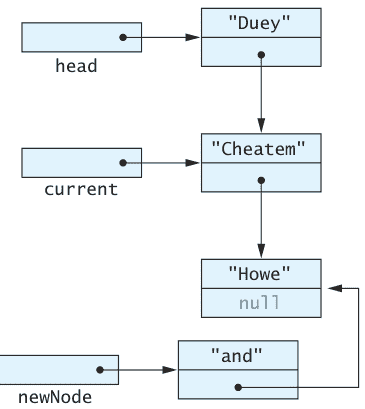 "Duey"
head
"Cheatem"
current
"Howe"
null
"and"
newNode